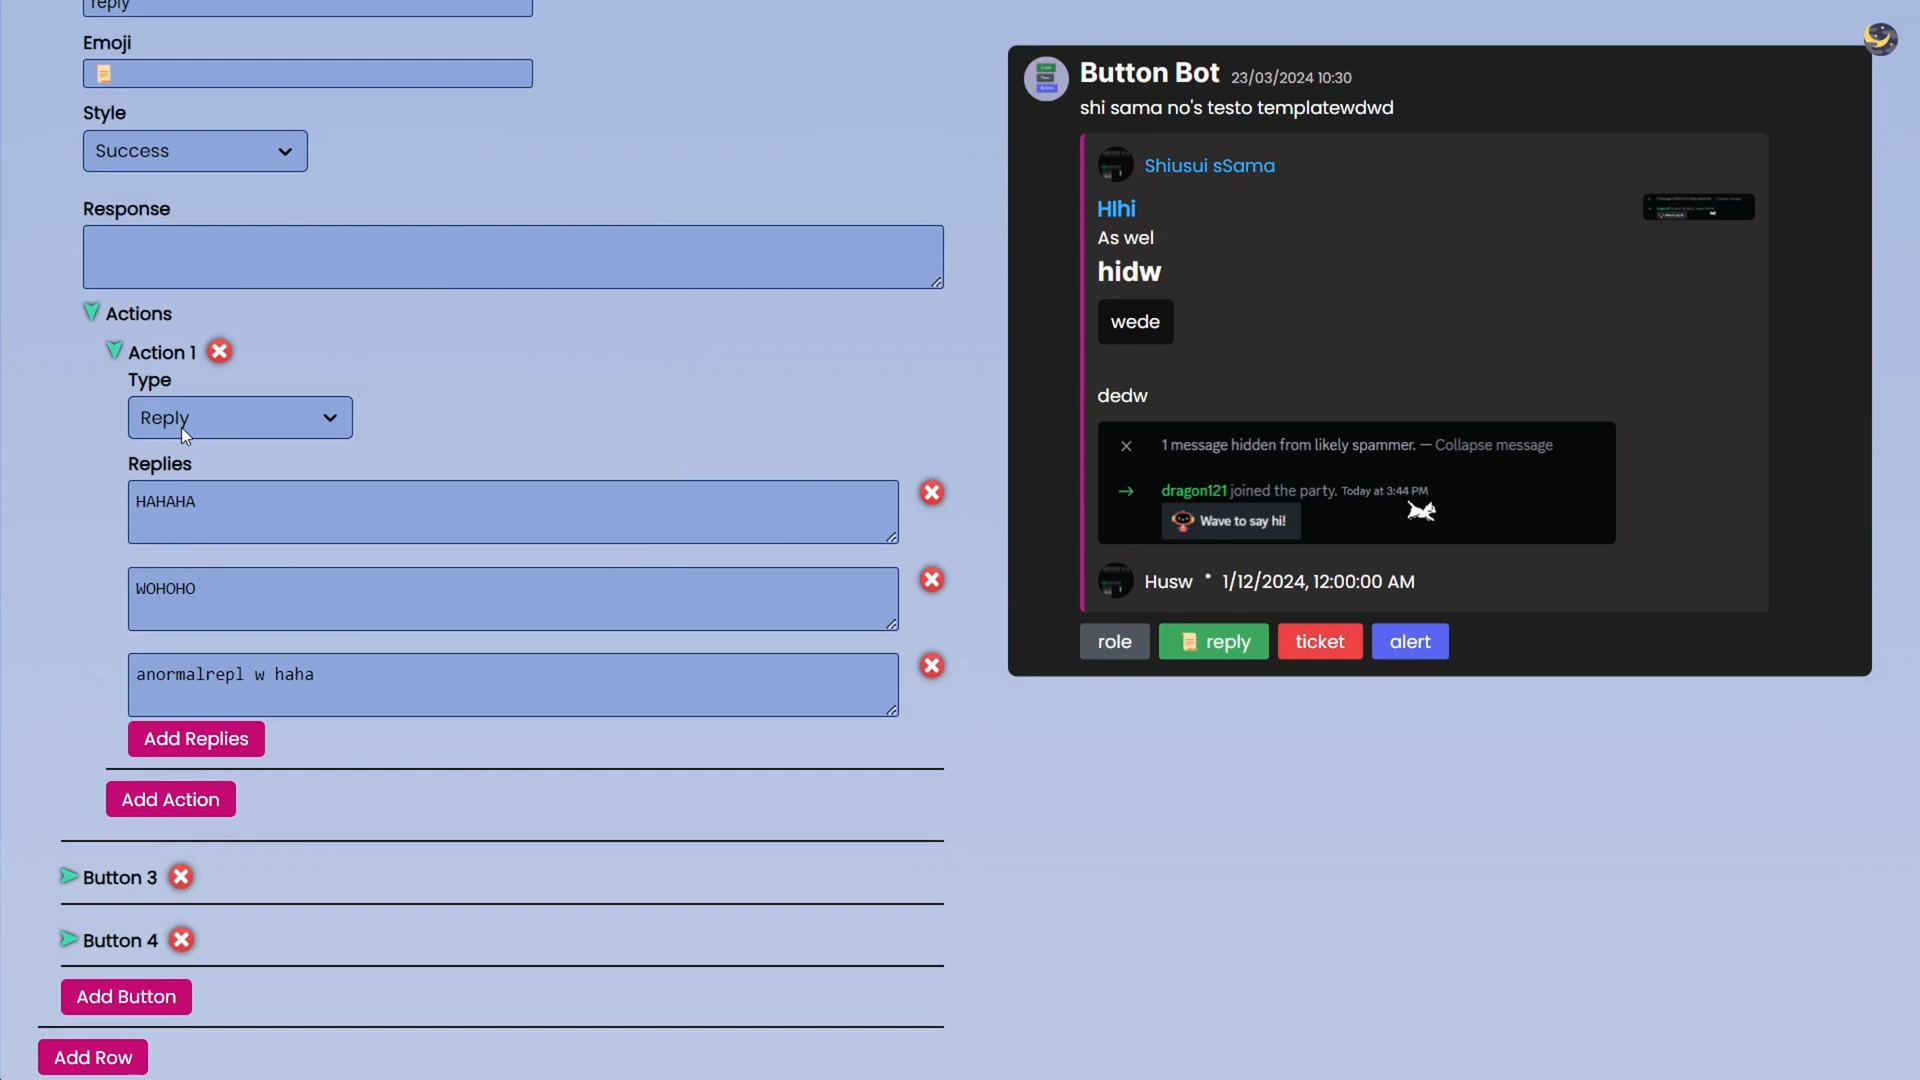 reply
Emoji
Style
Success
Response
Actions
Action 1
Type
Reply
Replies
HAHAHA
WOHOHO
anormalrepl w haha
Add Replies
Add Action
Button 3
Button 4
Add Button
Add Row
Button Bot 23/03/2024 10:30
shi sama no's testo templatewdwd
Shiusui sSama
HIhi
As wel
hidw
wede
dedw
1 message hidden from likely spammer. — Collapse message
dragon121 joined the party. Today at 3:44 PM
Wave to say hi!
Husw • 1/12/2024, 12:00:00 AM
role reply ticket alert